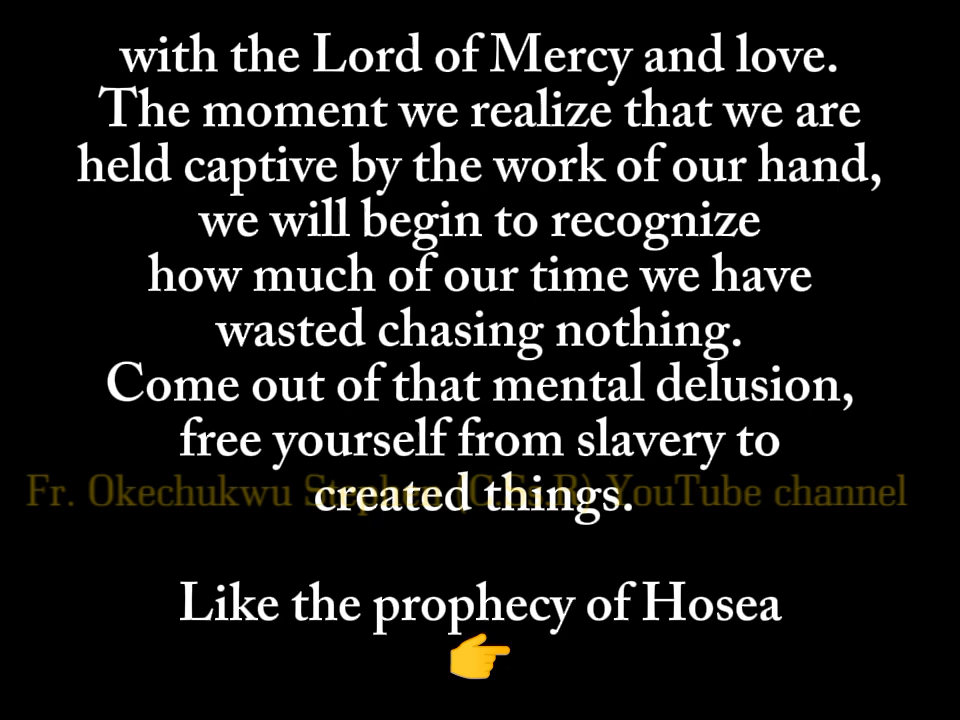 with the Lord of Mercy and love.
The moment we realize that we are
held captive by the work of our hand,
we will begin to recognize
how much of our time we have
wasted chasing nothing.
Come out of that mental delusion,
free yourself from slavery to
Fr. Okechukwu Stephen (C.Ss.R) YouTube channel
created things.
Like the prophecy of Hosea